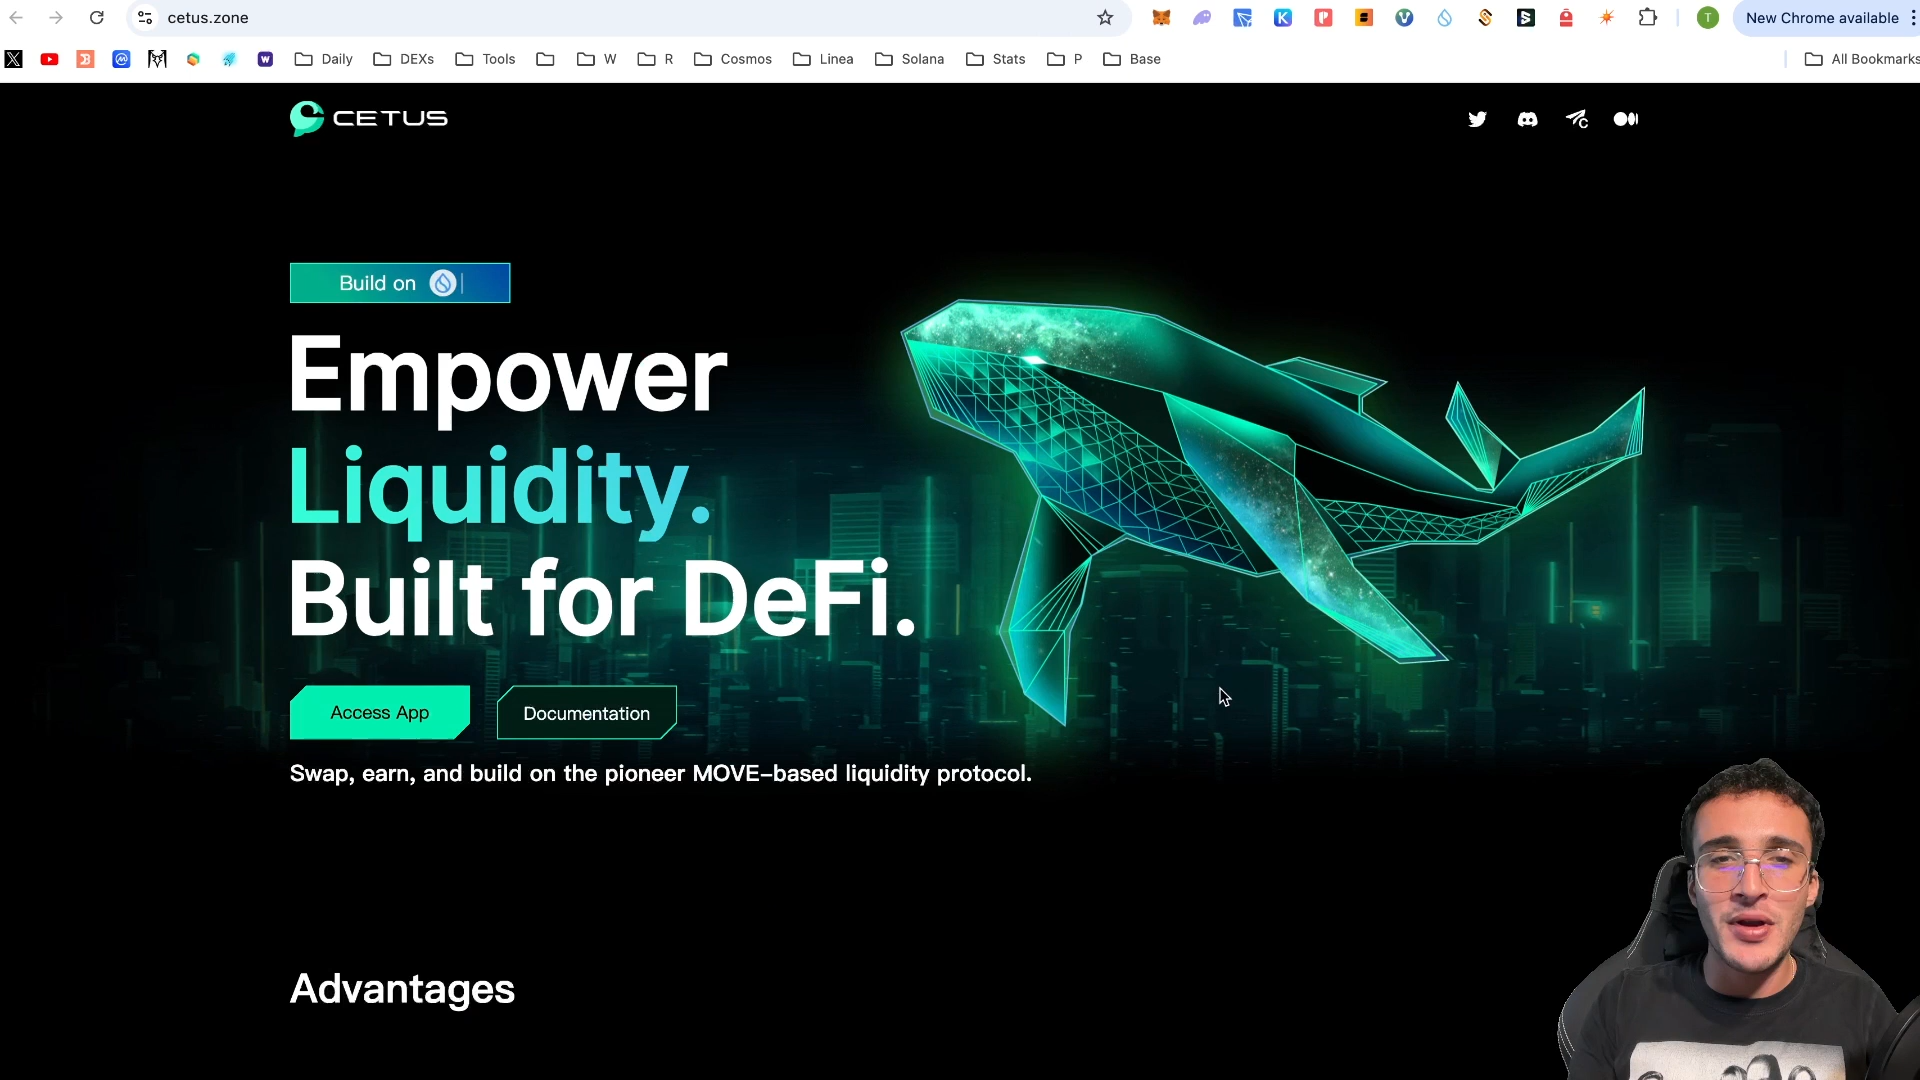 cetus.zone
T
New Chrome available
Daily
DEXs
Tools
W
R
Cosmos
Linea
Solana
Stats
P
Base
All Bookmarks
CETUS
Build on
Empower
Liquidity.
Built for DeFi.
Access App
Documentation
Swap, earn, and build on the pioneer MOVE-based liquidity protocol.
Advantages